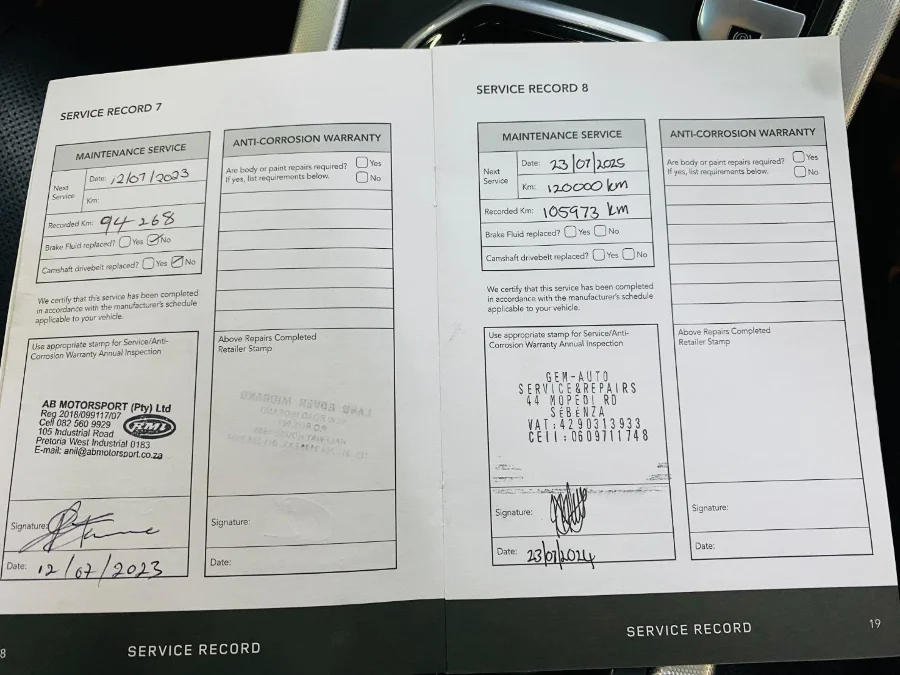 SERVICE RECORD 7
MAINTENANCE SERVICE
Next Service
Date: 12/07/2023
Km:
Recorded Km: 94 268
Brake Fluid replaced? Yes No
Camshaft drivebelt replaced? Yes No
We certify that this service has been completed
in accordance with the manufacturer's schedule
applicable to your vehicle.
Use appropriate stamp for Service/Anti-
Corrosion Warranty Annual Inspection
AB MOTORSPORT (Pty) Ltd
Reg 2018/099117/07
Cell 082 560 9929
105 Industrial Road
Pretoria West Industrial 0183
E-mail: anil@abmotorsport.co.za
RMI
Signature:
Date: 12/07/2023
ANTI-CORROSION WARRANTY
Are body or paint repairs required? Yes
If yes, list requirements below. No
Above Repairs Completed
Retailer Stamp
LAND ROVER MIDRAND
Signature:
Date:
8
SERVICE RECORD
SERVICE RECORD 8
MAINTENANCE SERVICE
Next Service
Date: 23/07/2025
Km: 120000 km
Recorded Km: 105973 km
Brake Fluid replaced? Yes No
Camshaft drivebelt replaced? Yes No
We certify that this service has been completed
in accordance with the manufacturer's schedule
applicable to your vehicle.
Use appropriate stamp for Service/Anti-
Corrosion Warranty Annual Inspection
GEM-AUTO
SERVICE&REPAIRS
44 MOPEDI RD
SEBENZA
VAT:4290313933
CEll:0609711748
Signature:
Date: 23/07/2024
ANTI-CORROSION WARRANTY
Are body or paint repairs required? Yes
If yes, list requirements below. No
Above Repairs Completed
Retailer Stamp
Signature:
Date:
SERVICE RECORD
19